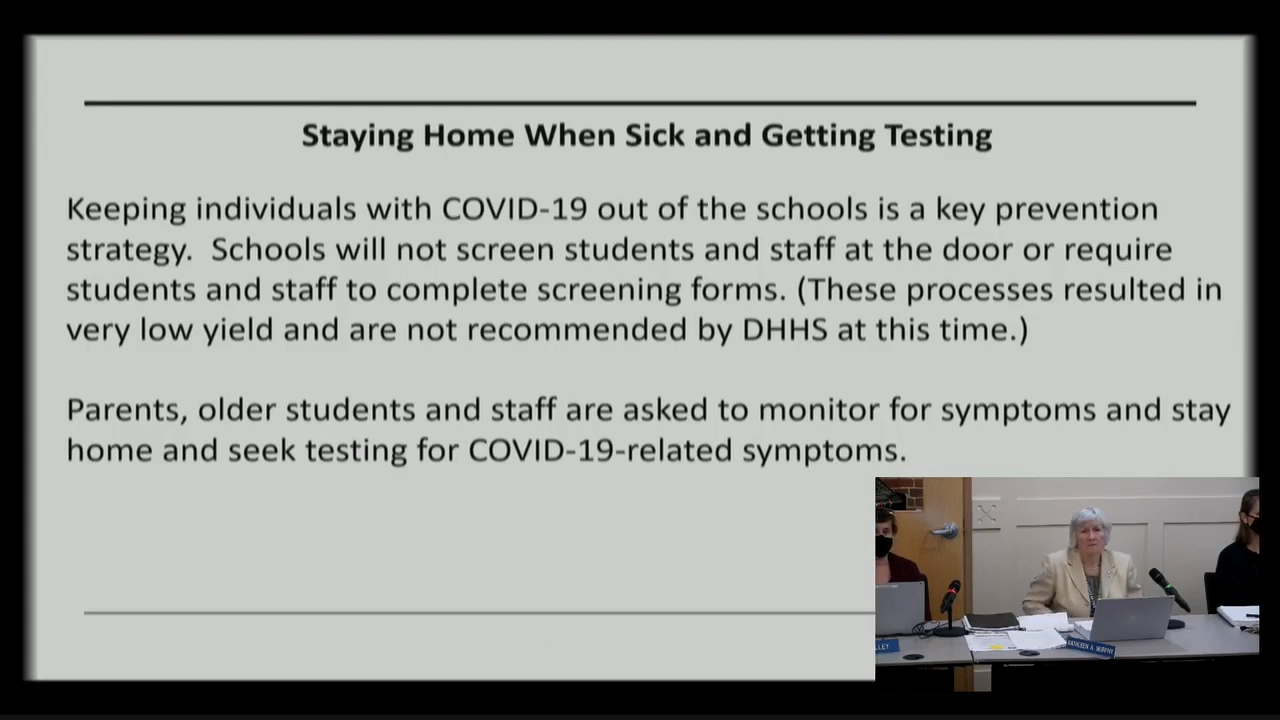 Staying Home When Sick and Getting Testing
Keeping individuals with COVID-19 out of the schools is a key prevention
strategy.  Schools will not screen students and staff at the door or require
students and staff to complete screening forms. (These processes resulted in
very low yield and are not recommended by DHHS at this time.)
Parents, older students and staff are asked to monitor for symptoms and stay
home and seek testing for COVID-19-related symptoms.
LLEY
KATHLEEN A. MURPHY